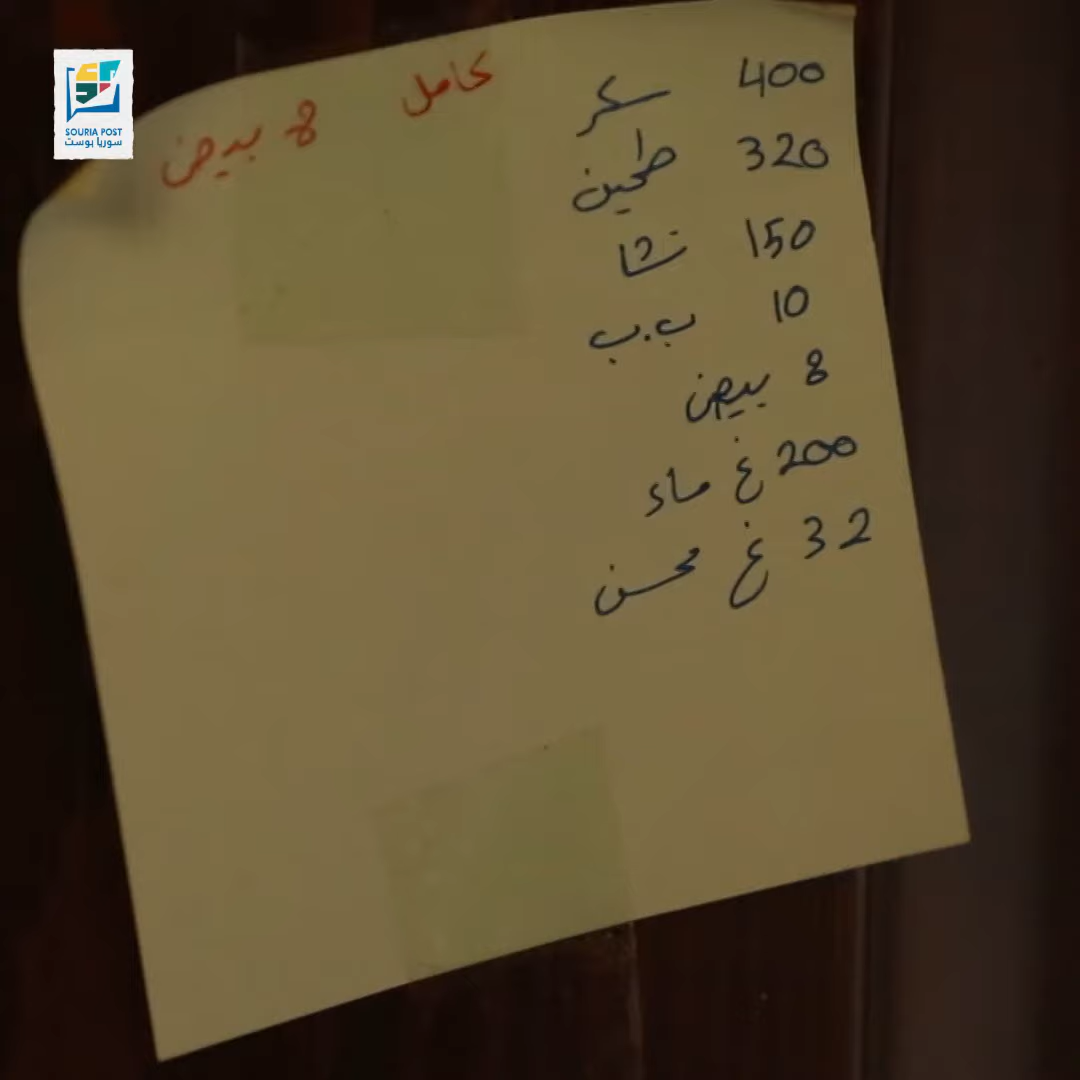 SOURIA POST
سوريا بوست
كامل 8 بيض
400 سكر
320 طحين
150 نشا
10 ب.ب
8 بيض
200 غ ماء
32 غ محسن